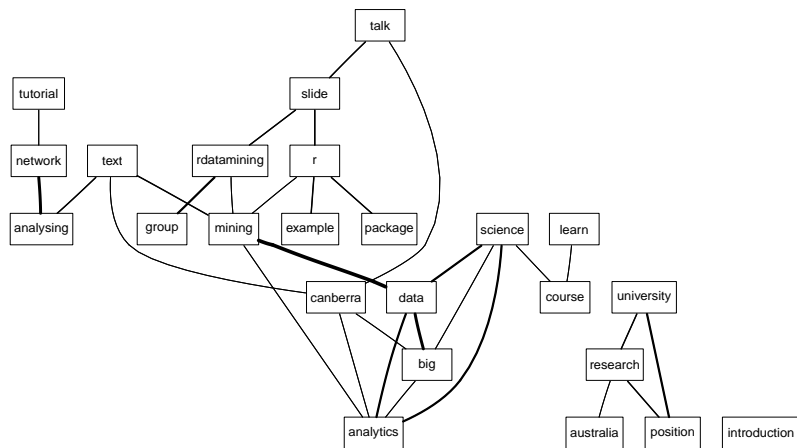 talk
tutorial
slide
network
text
rdatamining
r
analysing
group
mining
example
package
science
learn
canberra
data
course
university
big
research
analytics
australia
position
introduction